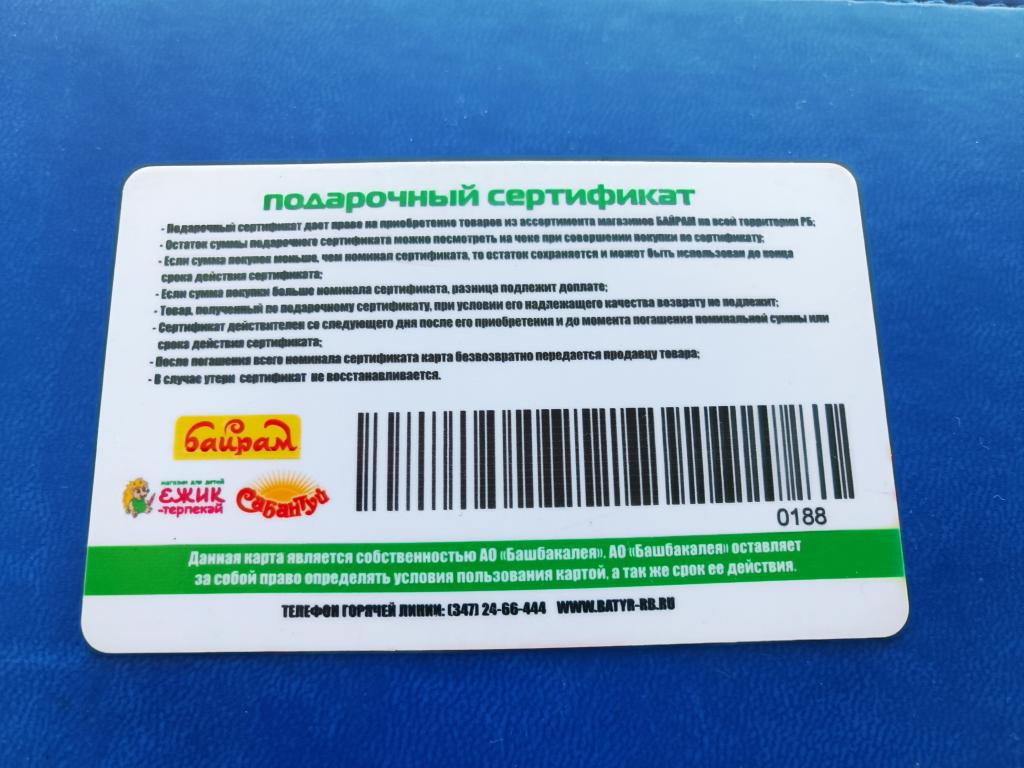 подарочный сертификат
- Подарочный сертификат дает право на приобретение товаров из ассортимента магазинов БАЙРАМ на всей территории РБ;
- Остаток суммы подарочного сертификата можно посмотреть на чеке при совершении покупки по сертификату;
- Если сумма покупок меньше, чем номинал сертификата, то остаток сохраняется и может быть использован до конца
срока действия сертификата;
- Если сумма покупки больше номинала сертификата, разница подлежит доплате;
- Товар, полученный по подарочному сертификату, при условии его надлежащего качества возврату не подлежит;
- Сертификат действителен со следующего дня после его приобретения и до момента погашения номинальной суммы или
срока действия сертификата;
- После погашения всего номинала сертификата карта безвозвратно передается продавцу товара;
- В случае утери сертификат не восстанавливается.
байрам
магазин для детей
ЁЖИК
-терпекәй
Сабантуй
0188
Данная карта является собственностью АО «Башбакалея». АО «Башбакалея» оставляет
за собой право определять условия пользования картой, а так же срок ее действия.
ТЕЛЕФОН ГОРЯЧЕЙ ЛИНИИ: (347) 24-66-444 WWW.BATYR-RB.RU